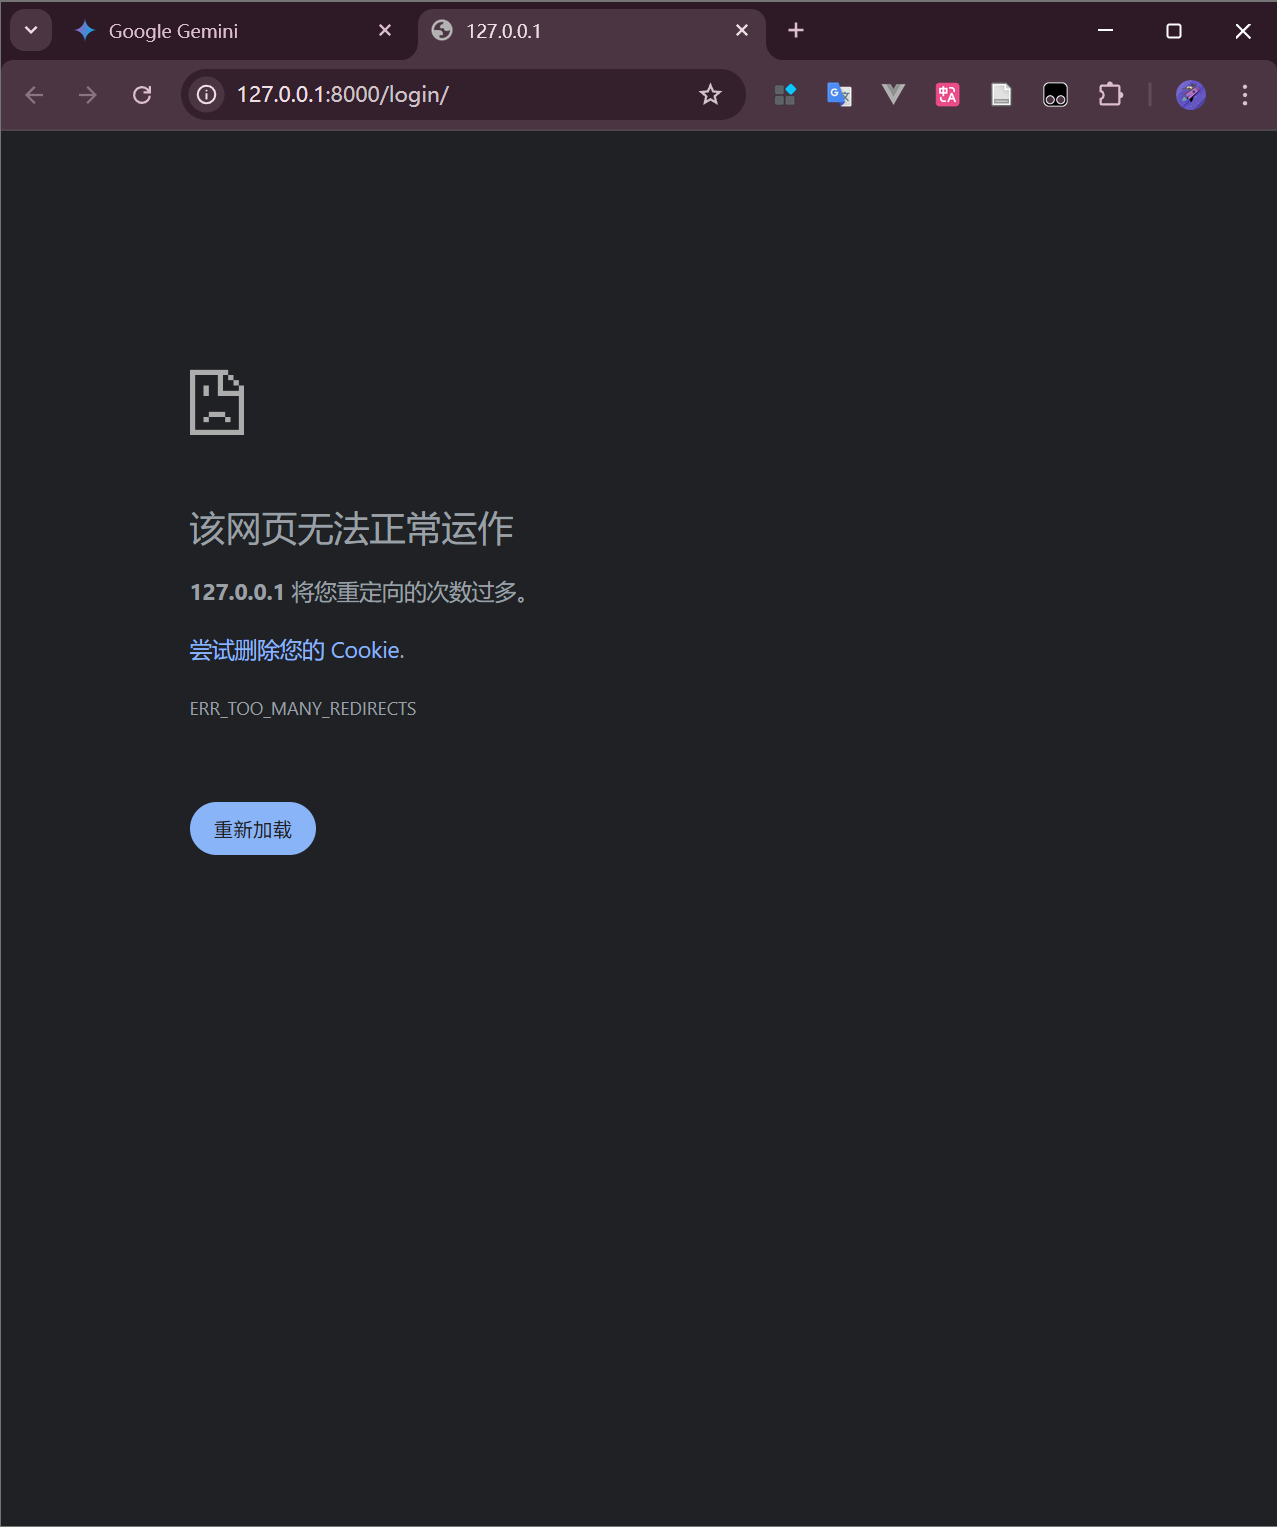 Google Gemini
127.0.0.1
127.0.0.1:8000/login/
该网页无法正常运作
127.0.0.1 将您重定向的次数过多。
尝试删除您的 Cookie.
ERR_TOO_MANY_REDIRECTS
重新加载